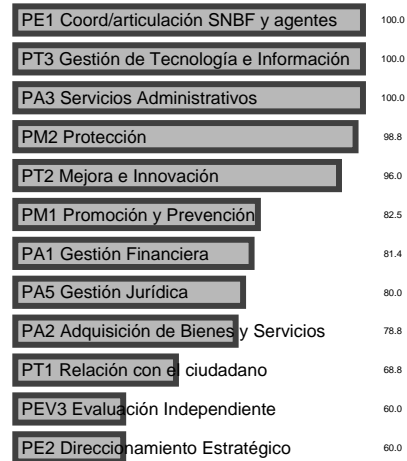 PE1 Coord/articulación SNBF y agentes 100.0
PT3 Gestión de Tecnología e Información 100.0
PA3 Servicios Administrativos 100.0
PM2 Protección 98.8
PT2 Mejora e Innovación 96.0
PM1 Promoción y Prevención 82.5
PA1 Gestión Financiera 81.4
PA5 Gestión Jurídica 80.0
PA2 Adquisición de Bienes y Servicios 78.8
PT1 Relación con el ciudadano 68.8
PEV3 Evaluación Independiente 60.0
PE2 Direccionamiento Estratégico 60.0